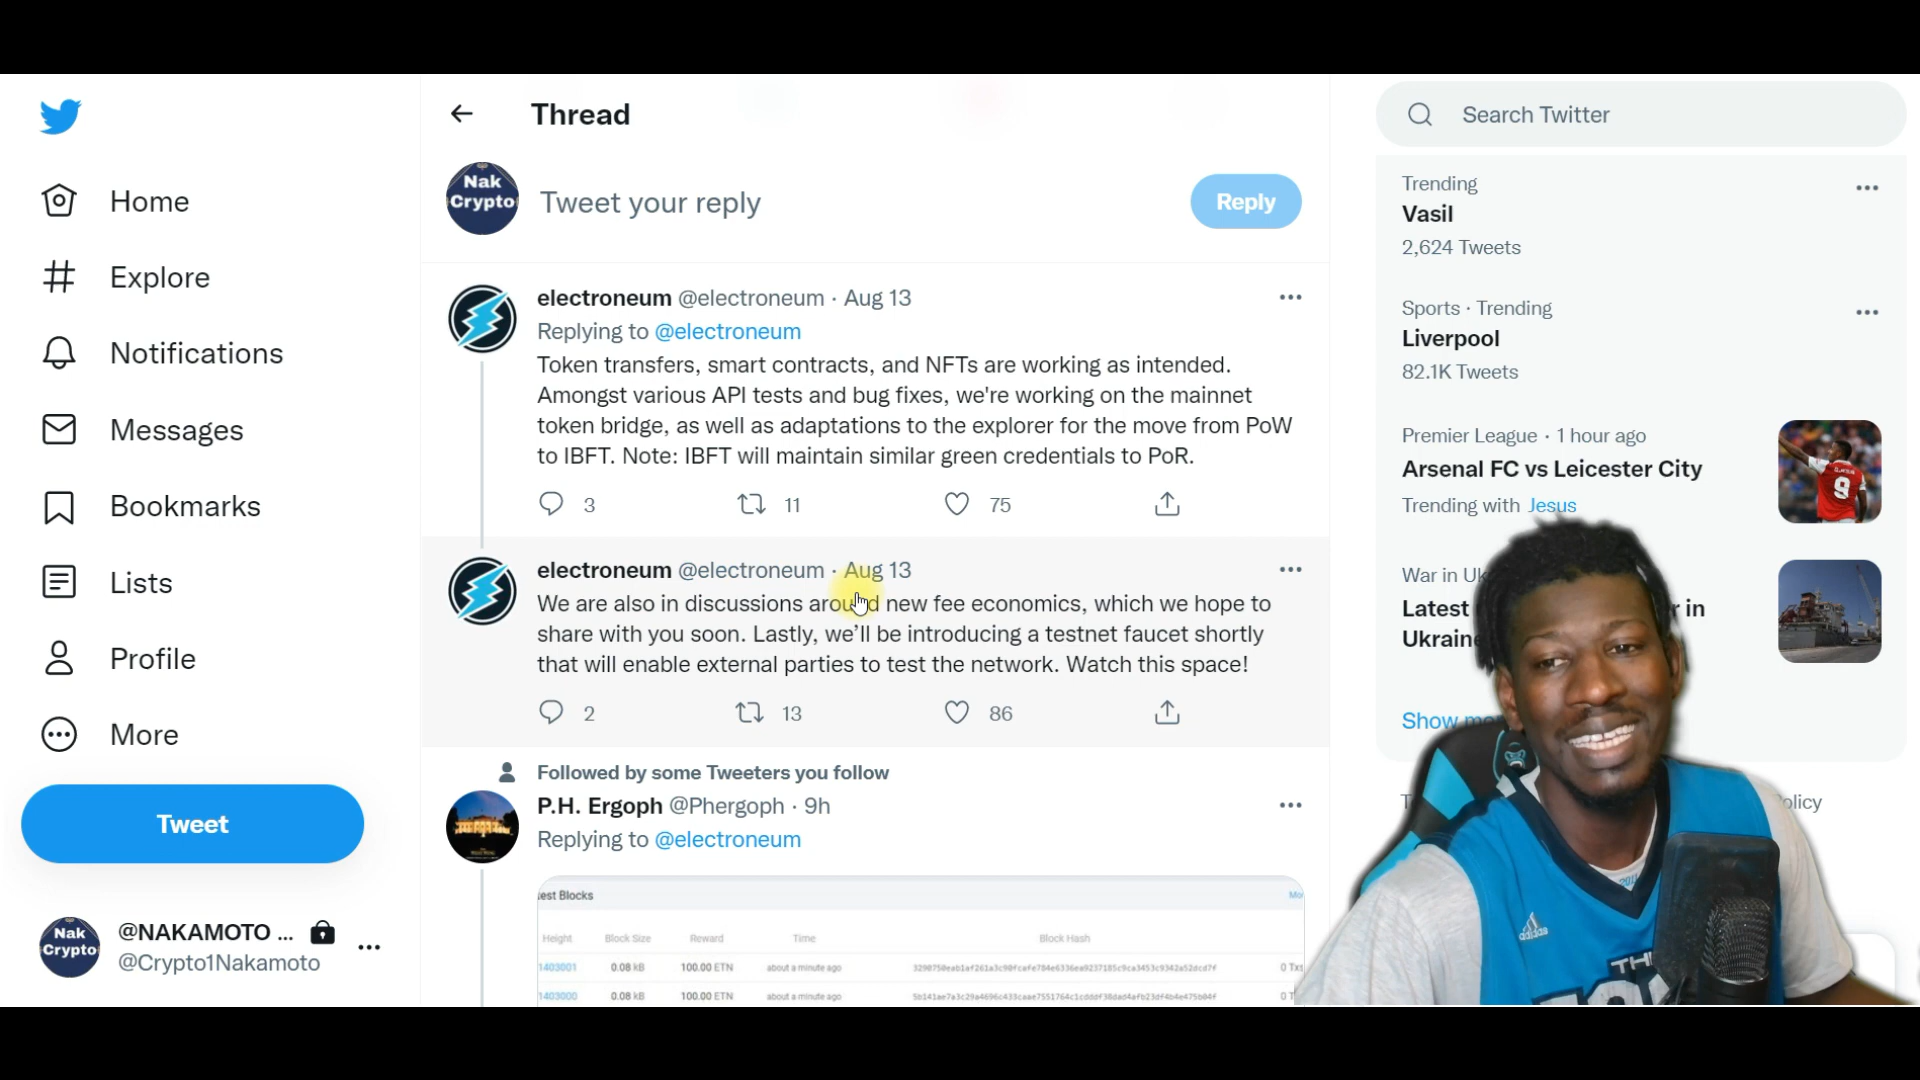 Home
Explore
Notifications
Messages
Bookmarks
Lists
Profile
More
Tweet
Nak
Crypto
@NAKAMOTO ...
@Crypto1Nakamoto
Thread
Nak
Crypto
Tweet your reply
Reply
electroneum @electroneum · Aug 13
Replying to @electroneum
Token transfers, smart contracts, and NFTs are working as intended.
Amongst various API tests and bug fixes, we're working on the mainnet
token bridge, as well as adaptations to the explorer for the move from PoW
to IBFT. Note: IBFT will maintain similar green credentials to PoR.
3 11 75
electroneum @electroneum · Aug 13
We are also in discussions around new fee economics, which we hope to
share with you soon. Lastly, we'll be introducing a testnet faucet shortly
that will enable external parties to test the network. Watch this space!
2 13 86
Followed by some Tweeters you follow
P.H. Ergoph @Phergoph · 9h
Replying to @electroneum
est Blocks
Height Block Size Reward Time Block Hash
1403001 0.08 kB 100.00 ETN about a minute ago
1403000 0.08 kB 100.00 ETN about a minute ago
Search Twitter
Trending
Vasil
2,624 Tweets
Sports · Trending
Liverpool
82.1K Tweets
Premier League · 1 hour ago
Arsenal FC vs Leicester City
Trending with Jesus
9
War in
Latest r in
Ukraine
Show
olicy
adidas